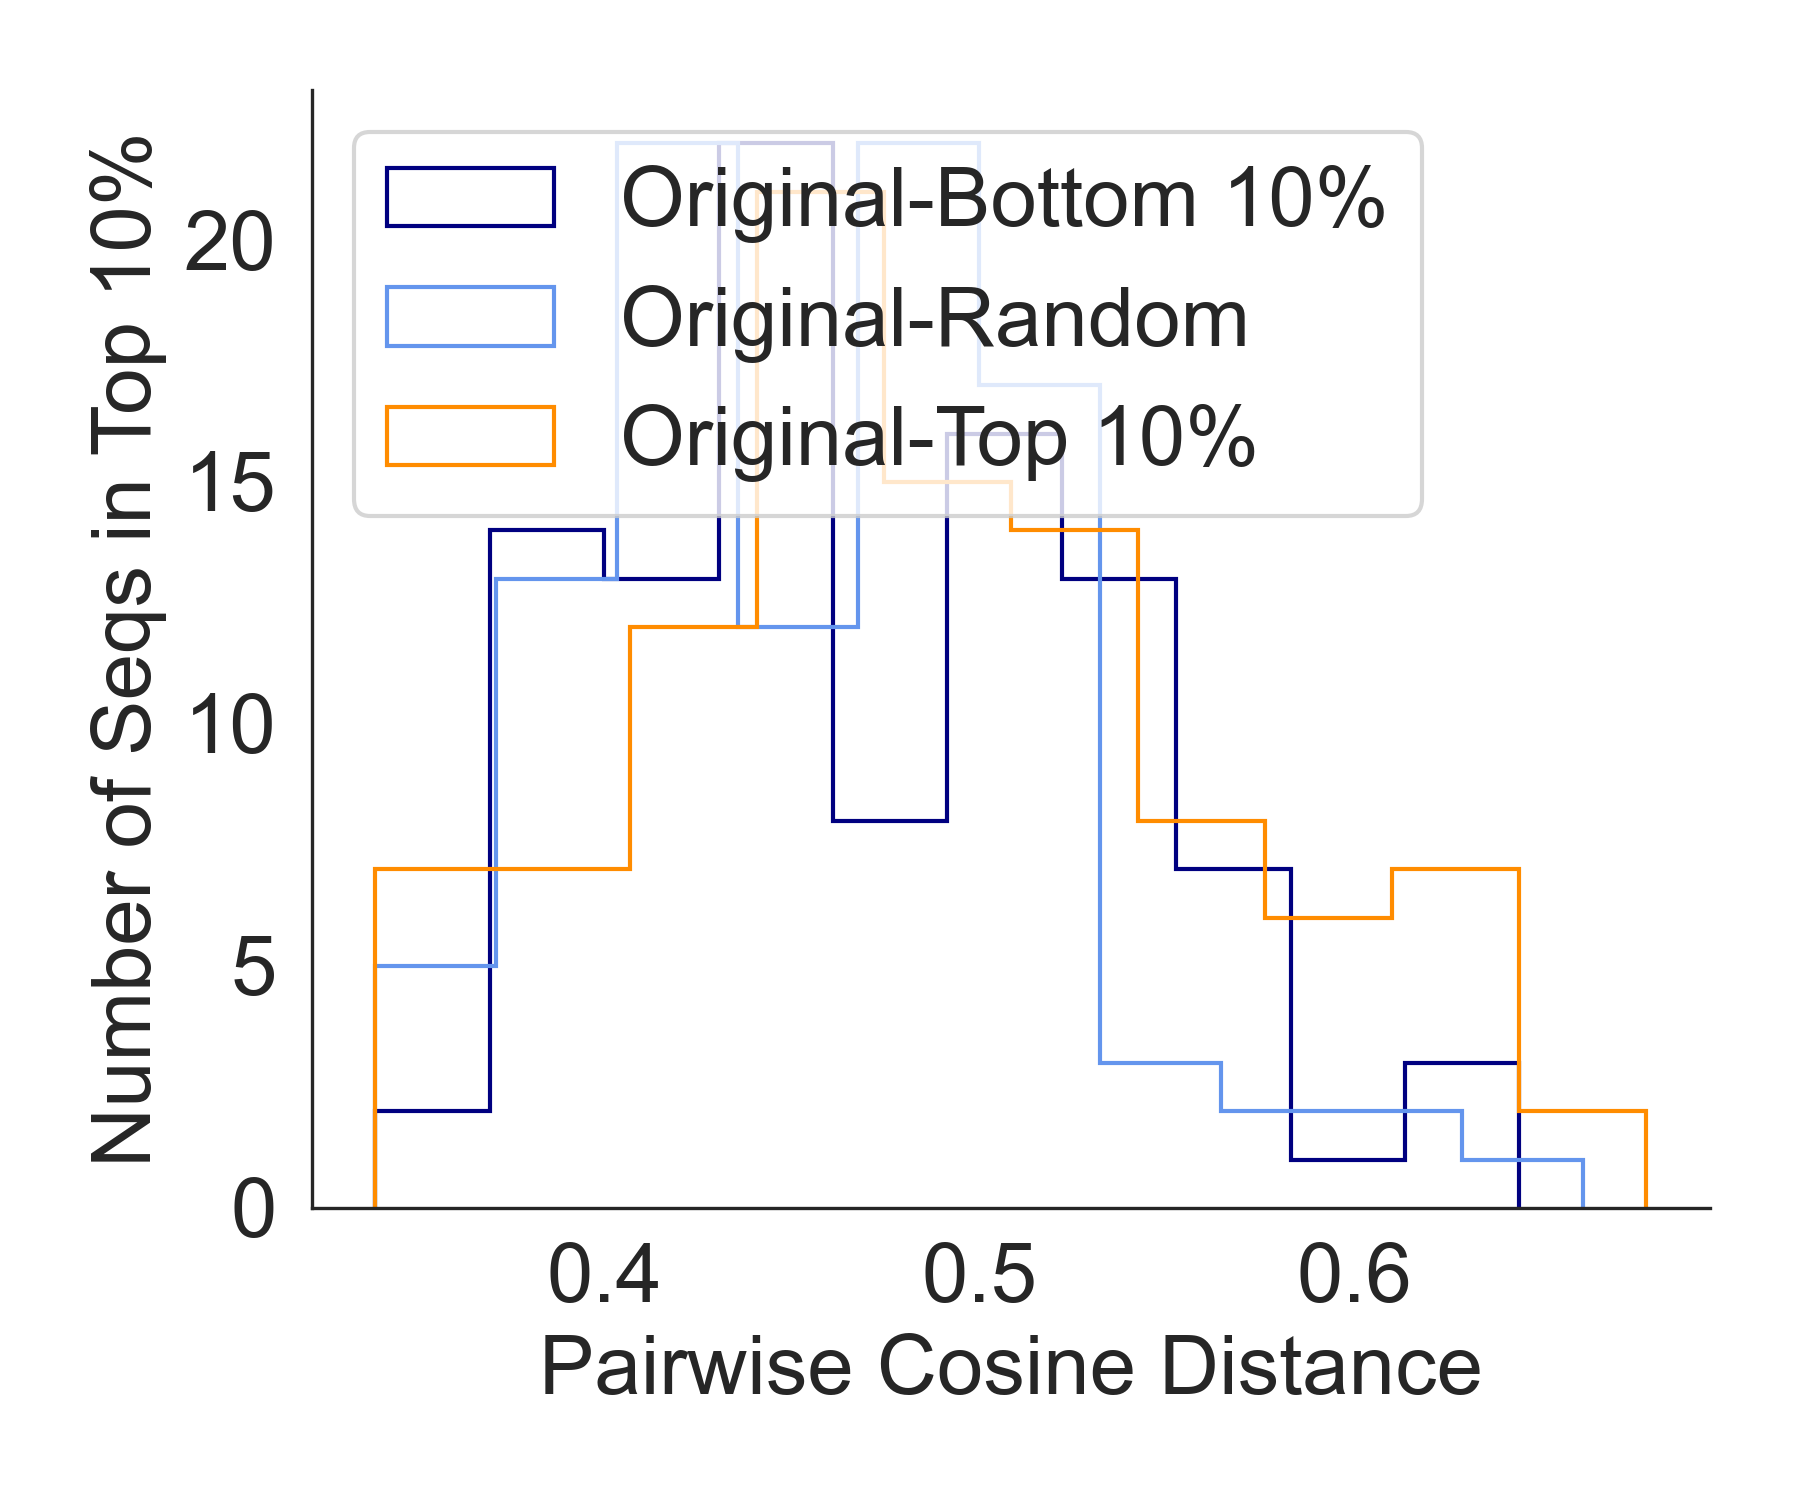 Number of Seqs in Top 10%
20
15
10
5
0
Original-Bottom 10%
Original-Random
Original-Top 10%
0.4 0.5 0.6
Pairwise Cosine Distance